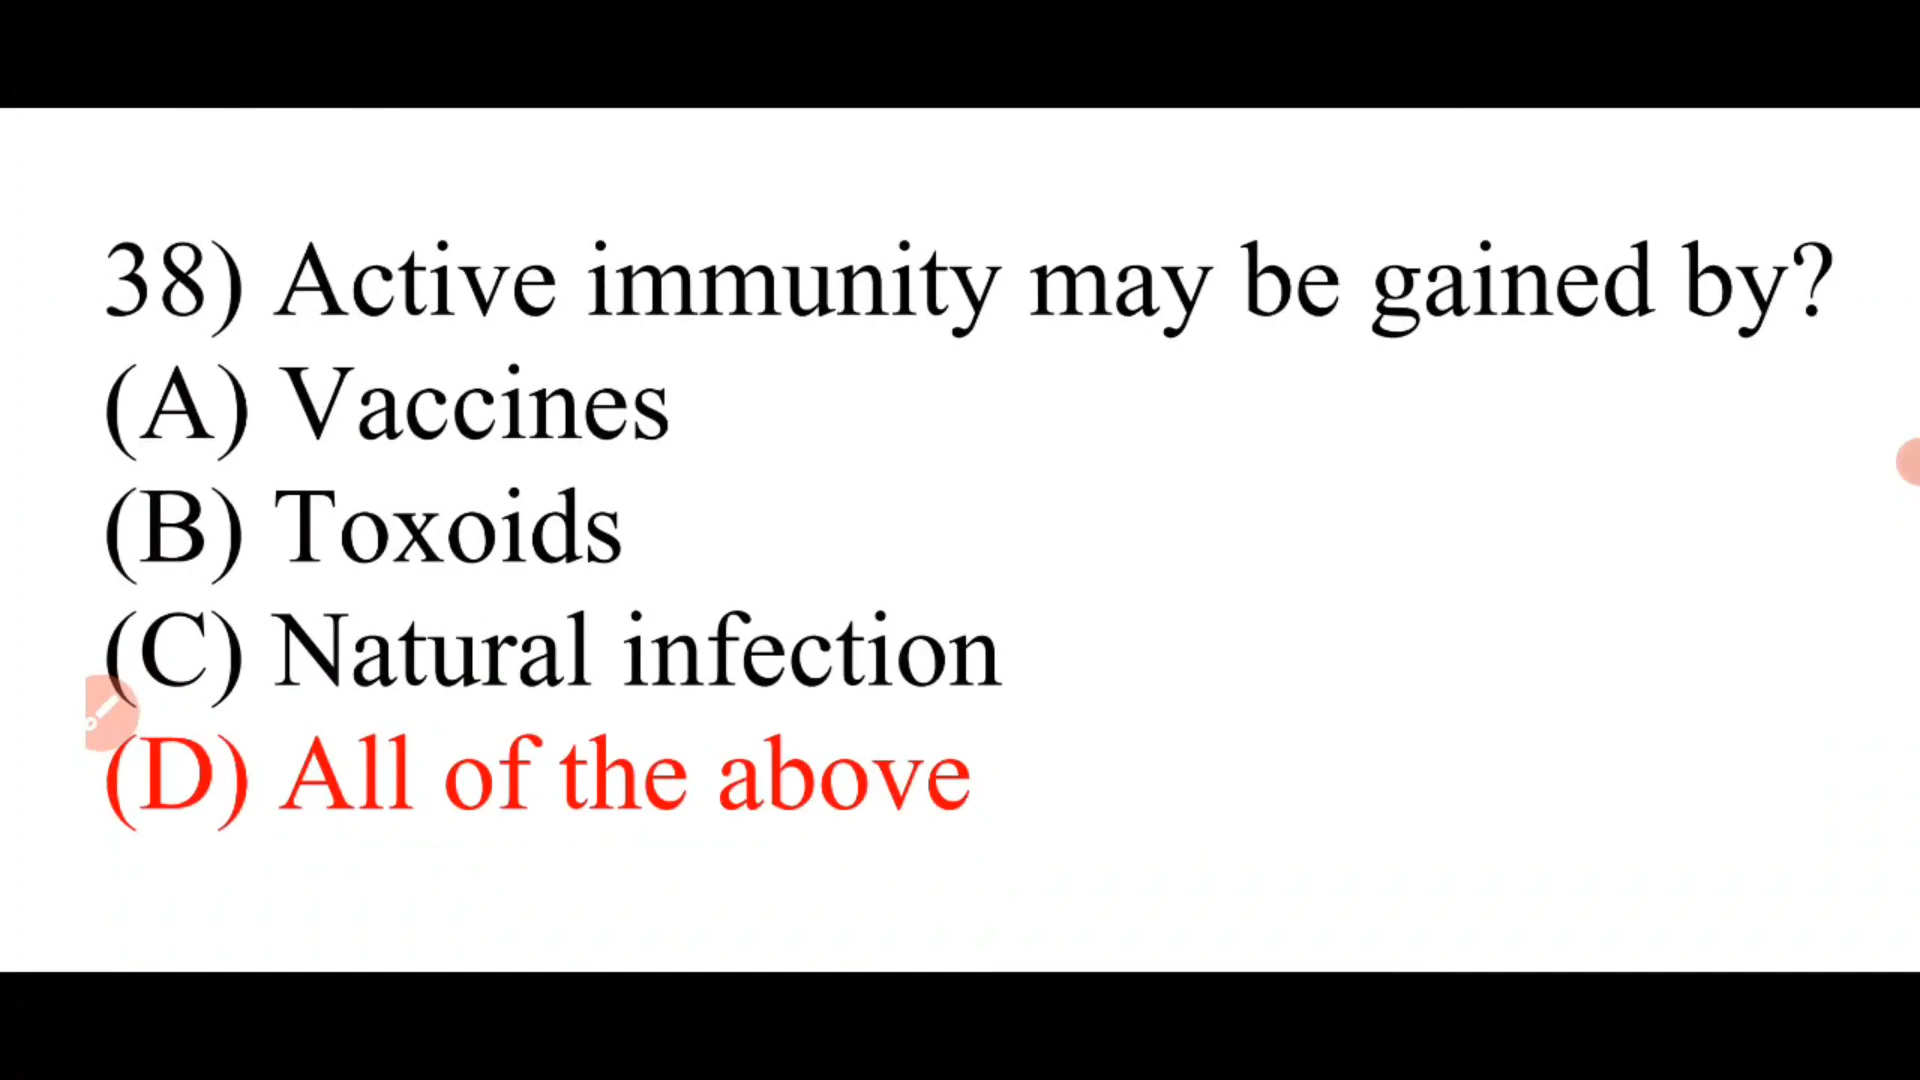 38) Active immunity may be gained by?
(A) Vaccines
(B) Toxoids
(C) Natural infection
(D) All of the above